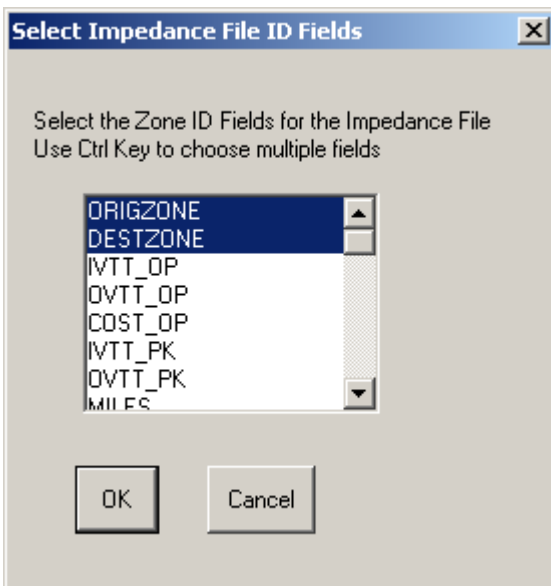 Select Impedance File ID Fields
Select the Zone ID Fields for the Impedance File
Use Ctrl Key to choose multiple fields
ORIGZONE
DESTZONE
IVTT_OP
OVTT_OP
COST_OP
IVTT_PK
OVTT_PK
MILES
OK
Cancel